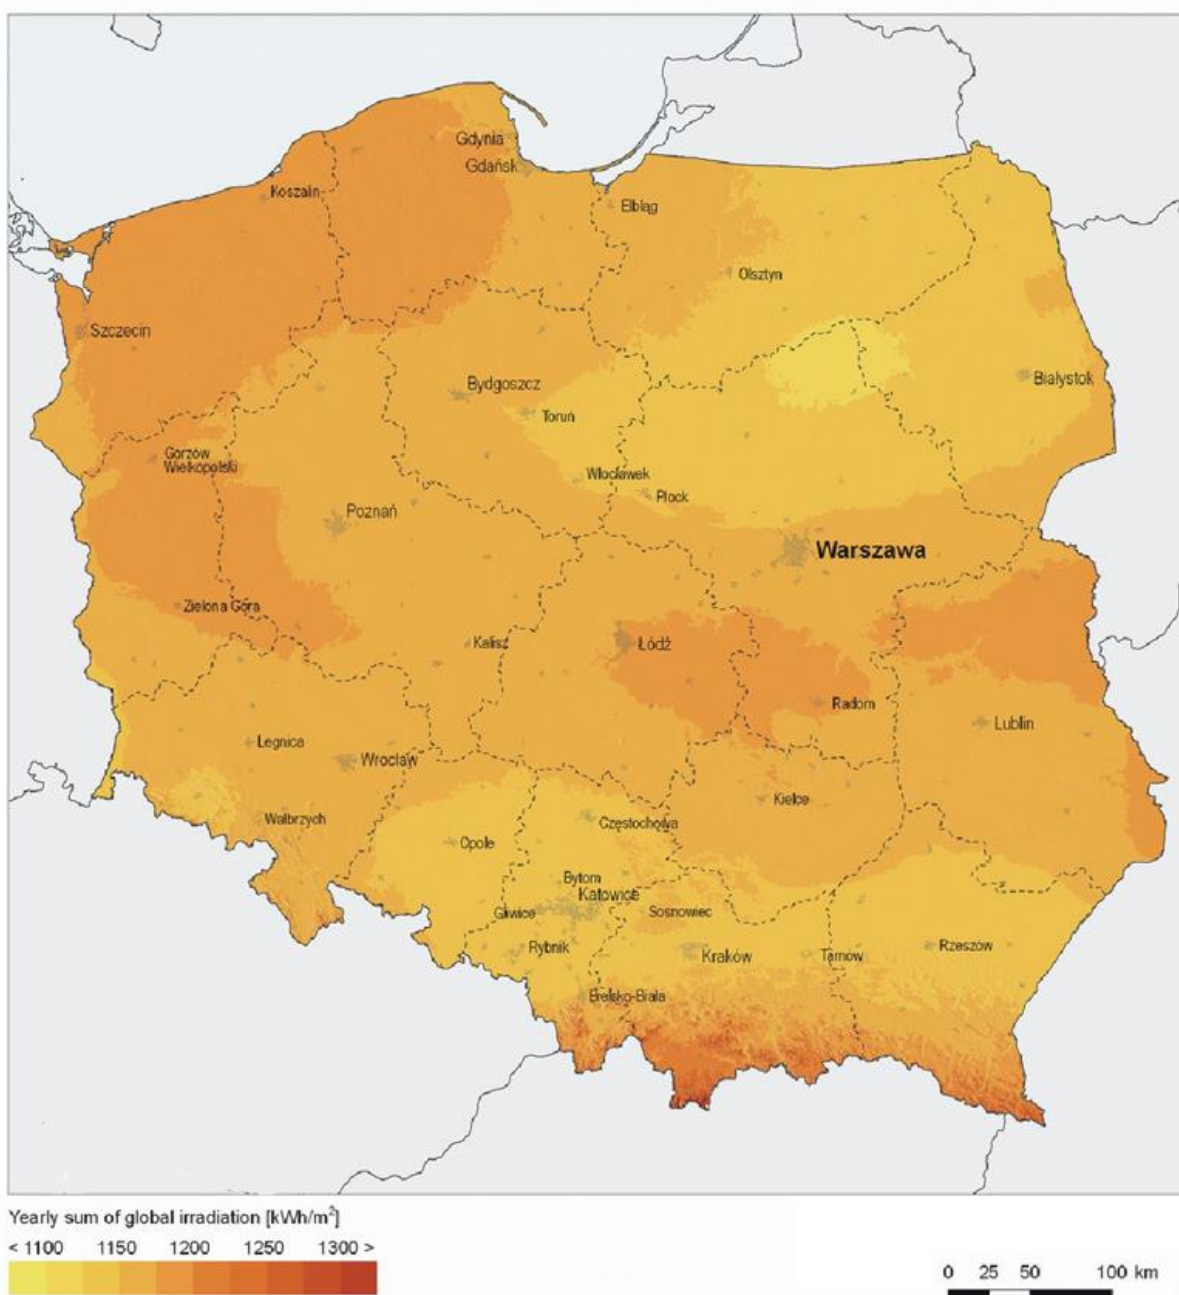 Gdynia
Gdańsk
Koszalin
Elbląg
Olsztyn
Szczecin
Bydgoszcz
Białystok
Toruń
Gorzów
Wielkopolski
Włocławek
Płock
Poznań
Warszawa
Zielona Góra
Kalisz
Łódź
Radom
Lublin
Legnica
Wrocław
Kielce
Wałbrzych
Częstochowa
Opole
Bytom
Katowice
Gliwice
Sosnowiec
Rybnik
Kraków
Tarnów
Rzeszów
Bielsko-Biała
Yearly sum of global irradiation [kWh/m²]
< 1100 1150 1200 1250 1300 >
0 25 50 100 km